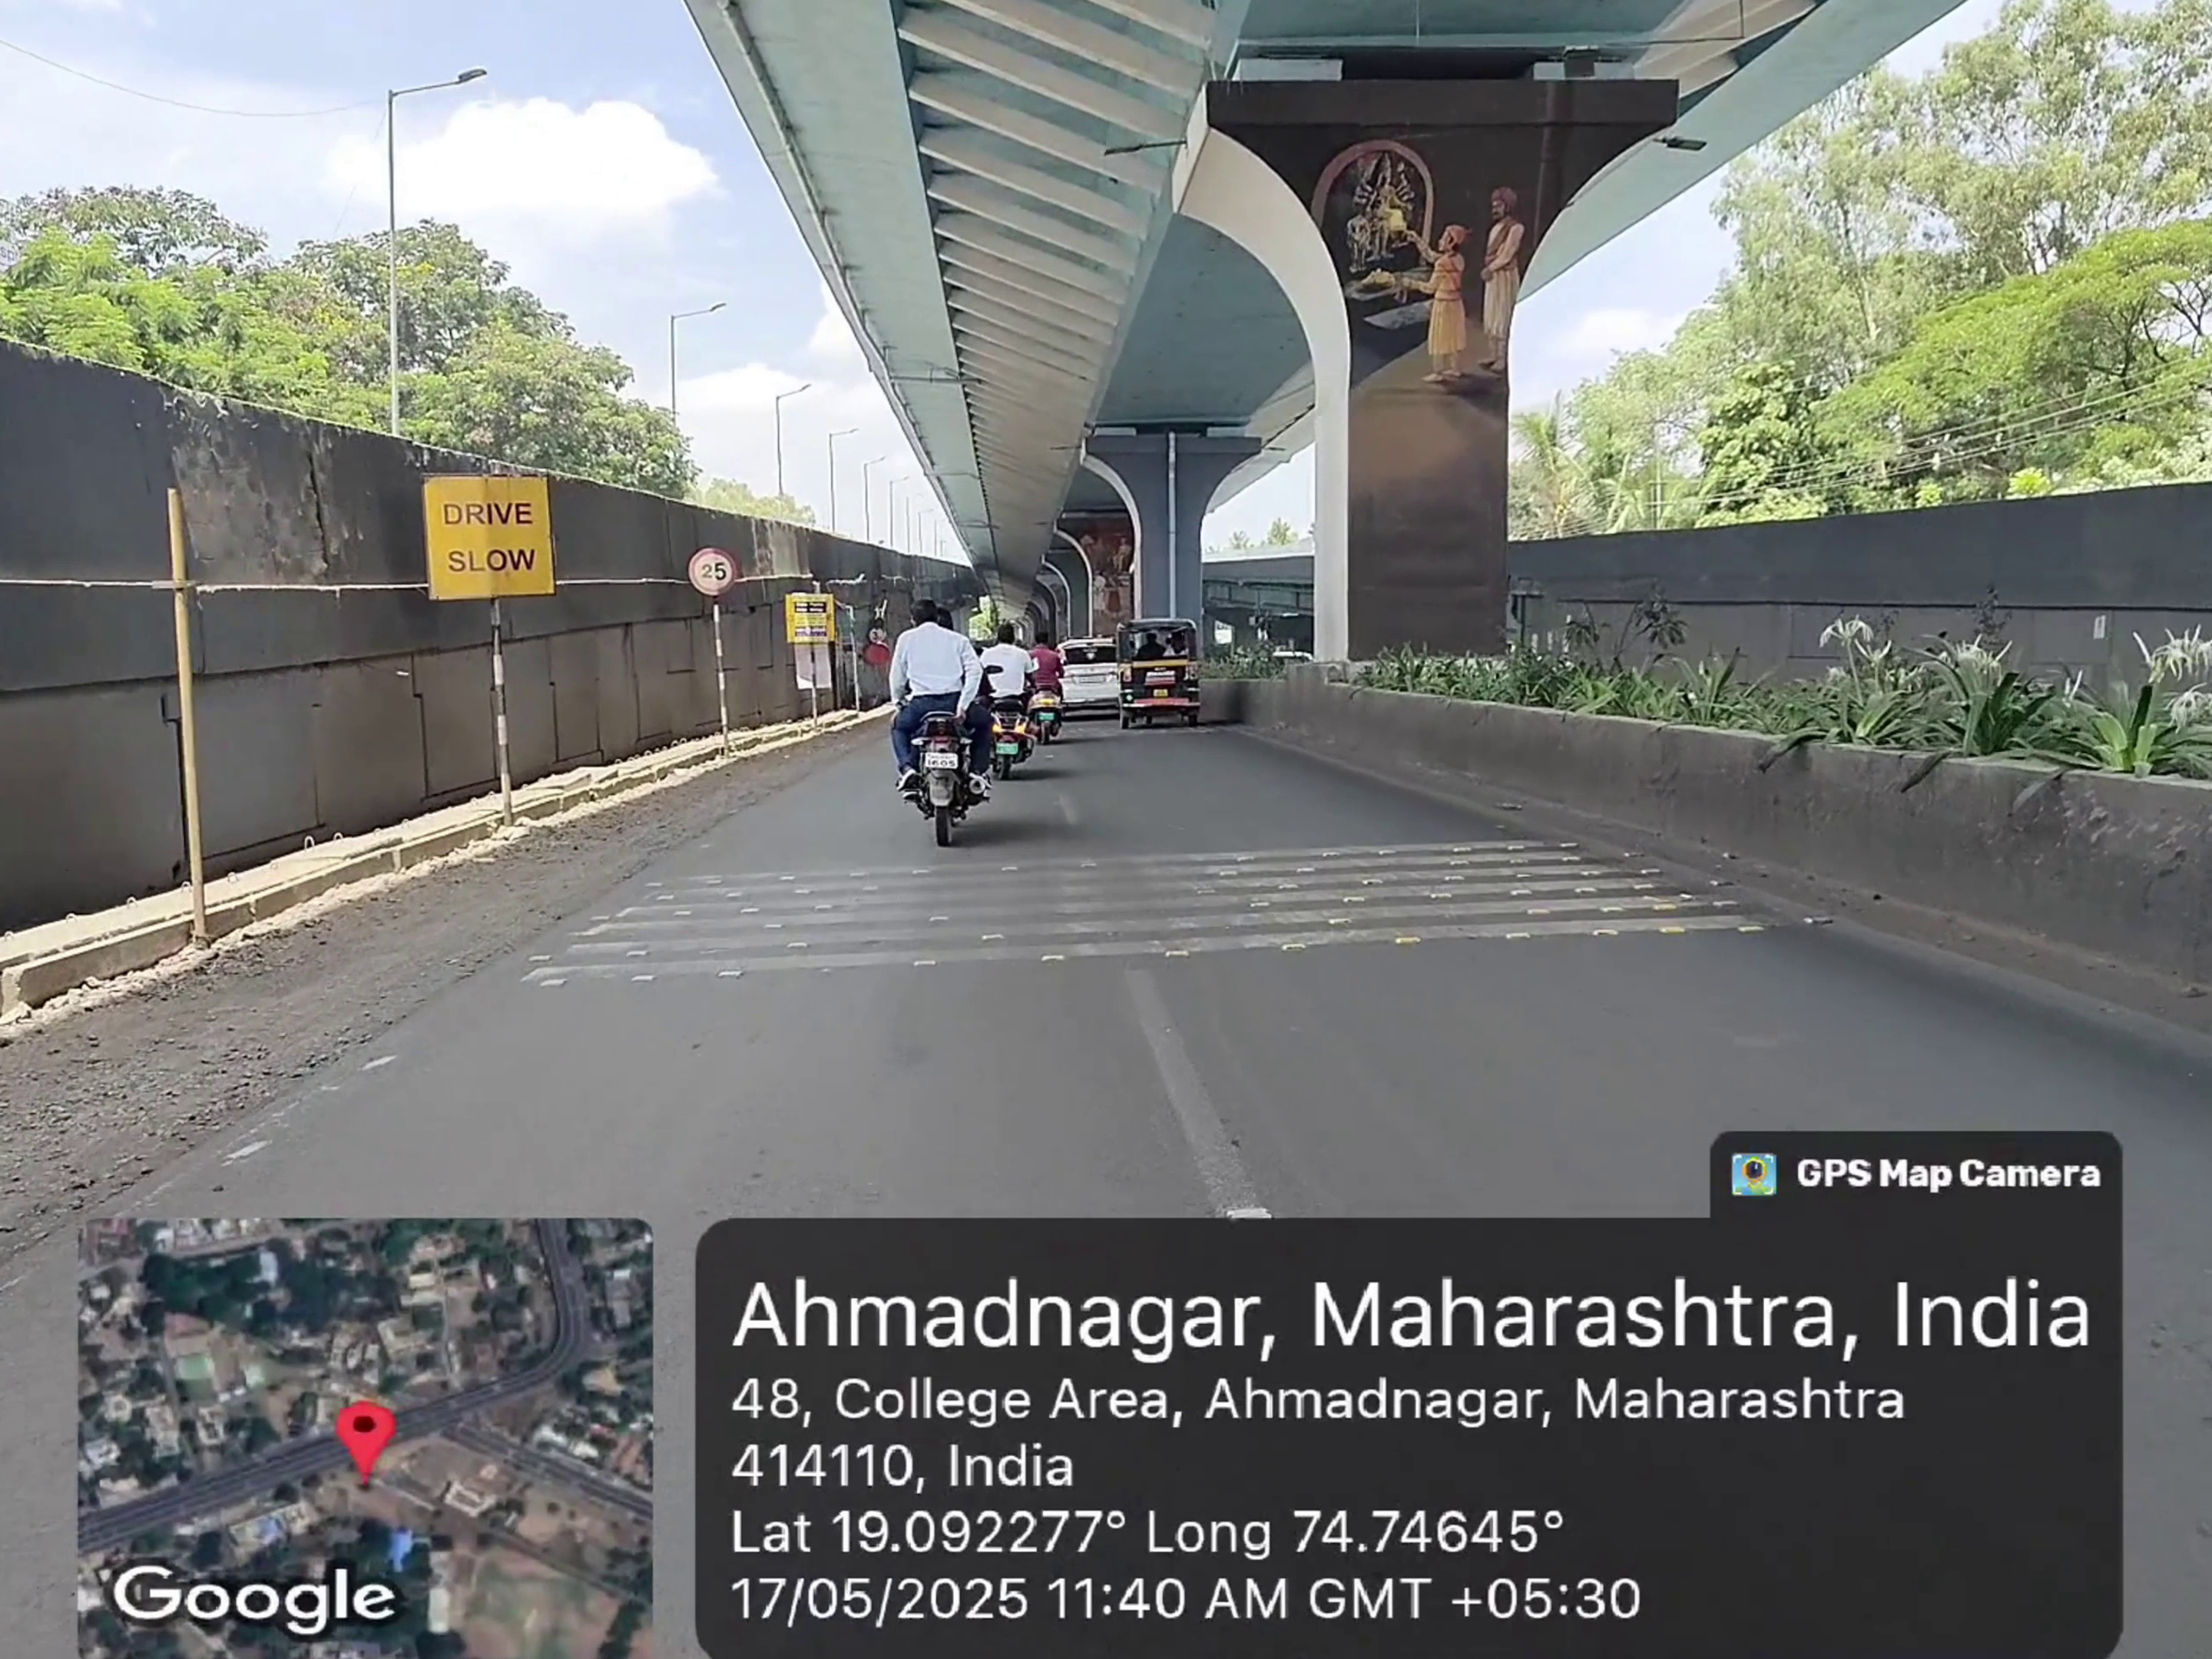 DRIVE
SLOW
25
1605
GPS Map Camera
Ahmadnagar, Maharashtra, India
48, College Area, Ahmadnagar, Maharashtra
414110, India
Lat 19.092277° Long 74.74645°
17/05/2025 11:40 AM GMT +05:30
Google